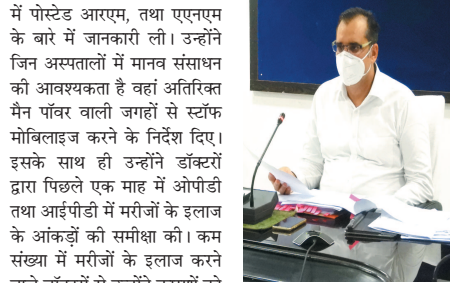 में पोस्टेड आरएम, तथा एएनएम
के बारे में जानकारी ली। उन्होंने
जिन अस्पतालों में मानव संसाधन
की आवश्यकता है वहां अतिरिक्त
मैन पॉवर वाली जगहों से स्टॉफ
मोबिलाइज करने के निर्देश दिए।
इसके साथ ही उन्होंने डॉक्टरों
द्वारा पिछले एक माह में ओपीडी
तथा आईपीडी में मरीजों के इलाज
के आंकड़ों की समीक्षा की। कम
संख्या में मरीजों के इलाज करने